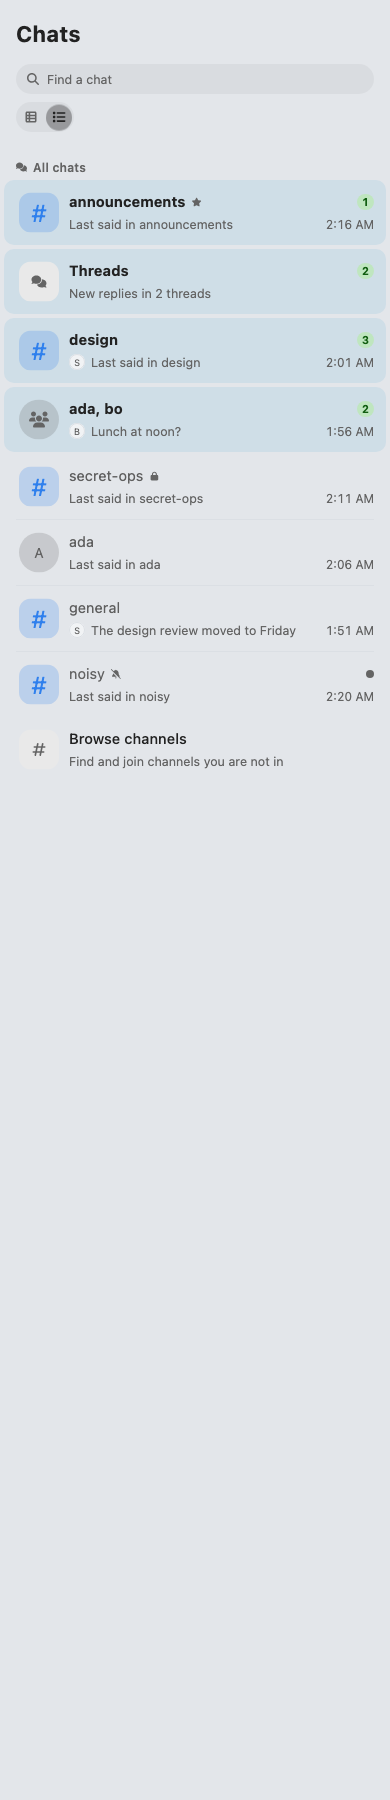 Chats
Find a chat
All chats
# announcements 1
Last said in announcements 2:16 AM
Threads 2
New replies in 2 threads
# design 3
S Last said in design 2:01 AM
ada, bo 2
B Lunch at noon? 1:56 AM
# secret-ops
Last said in secret-ops 2:11 AM
A ada
Last said in ada 2:06 AM
# general
S The design review moved to Friday 1:51 AM
# noisy
Last said in noisy 2:20 AM
# Browse channels
Find and join channels you are not in